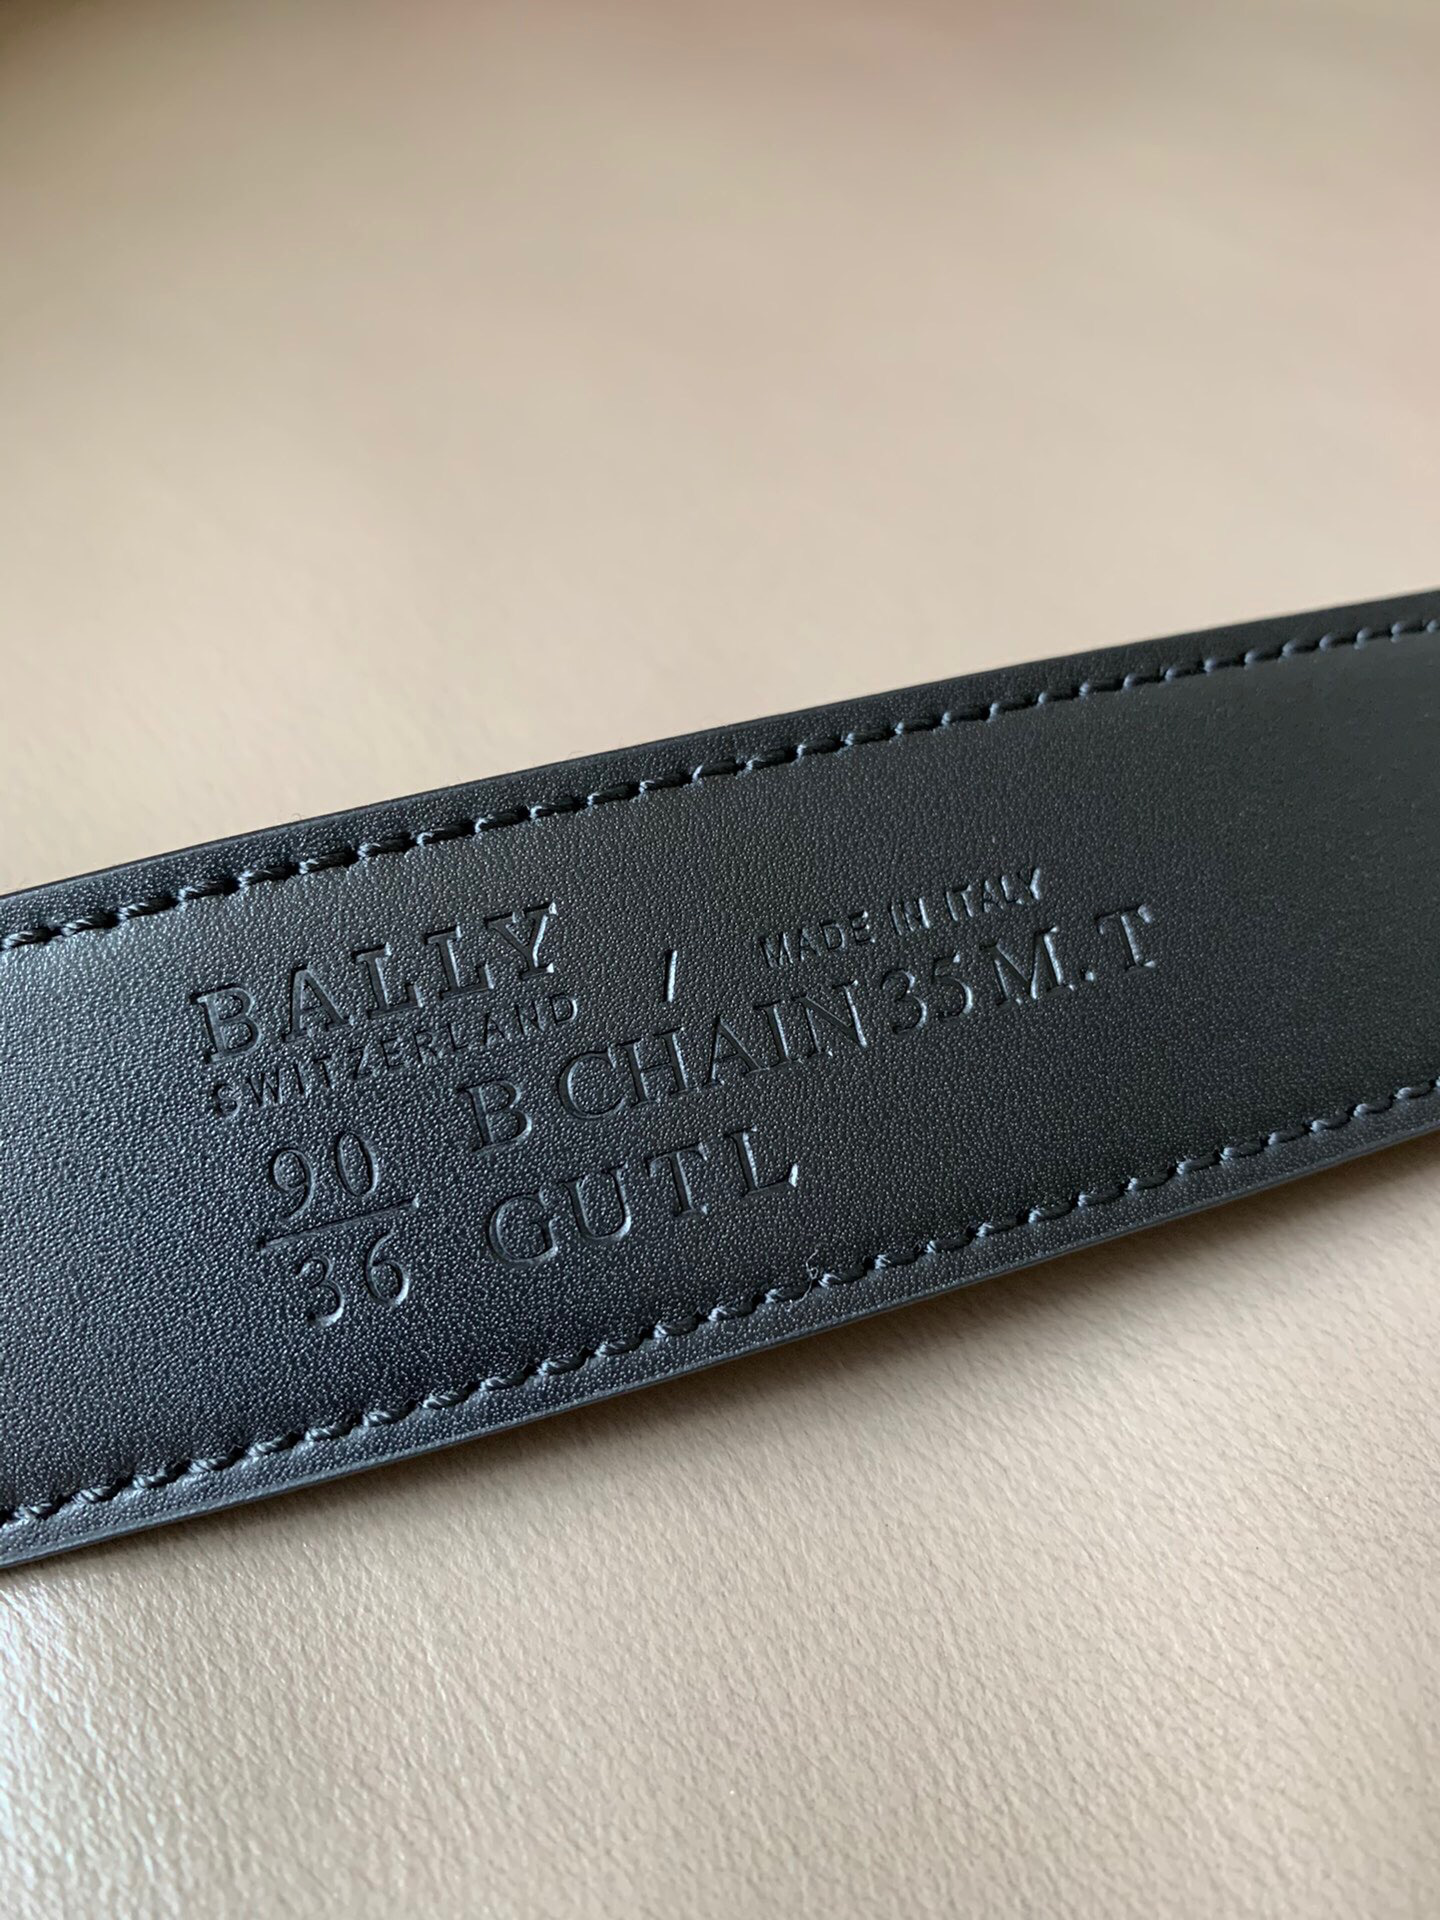 BALLY / MADE IN ITALY
SWITZERLAND
90 B CHAIN 35 M.T
36 GUTL